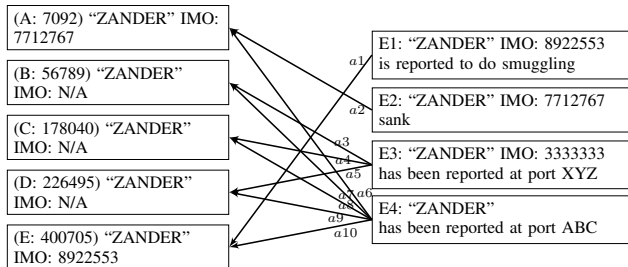 (A: 7092) “ZANDER” IMO:
7712767
(B: 56789) “ZANDER”
IMO: N/A
(C: 178040) “ZANDER”
IMO: N/A
(D: 226495) “ZANDER”
IMO: N/A
(E: 400705) “ZANDER”
IMO: 8922553
a1
a2
a3
a4
a5
a6
a7
a8
a9
a10
E1: “ZANDER” IMO: 8922553
is reported to do smuggling
E2: “ZANDER” IMO: 7712767
sank
E3: “ZANDER” IMO: 3333333
has been reported at port XYZ
E4: “ZANDER”
has been reported at port ABC